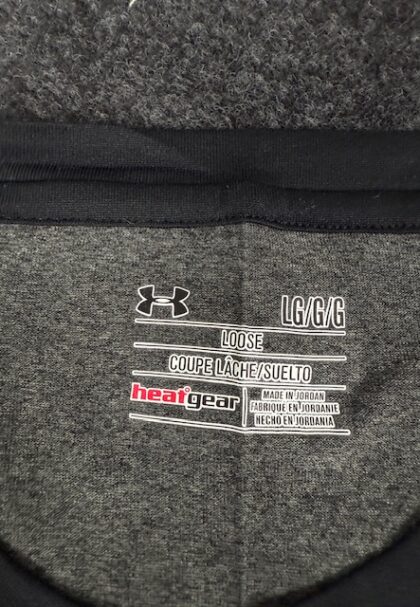 LG/G/G
LOOSE
COUPE LÂCHE/SUELTO
heatgear
MADE IN JORDAN
FABRIQUE EN JORDANIE
HECHO EN JORDANIA